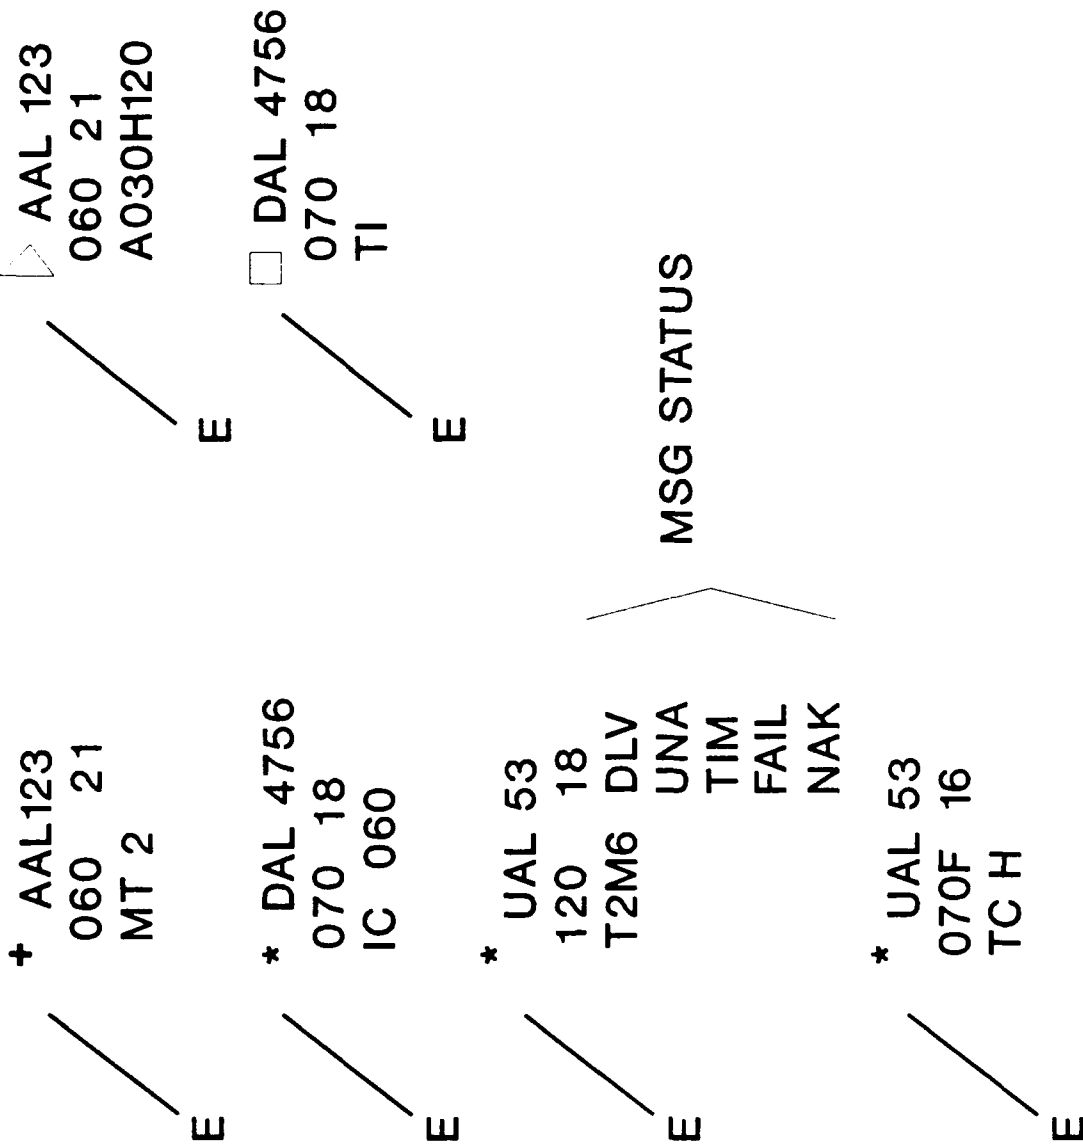 + AAL123
060 21
MT 2
E
* DAL 4756
070 18
IC 060
E
* UAL 53
120 18
T2M6 DLV
UNA
TIM
FAIL
NAK
E
MSG STATUS
* UAL 53
070F 16
TC H
E
AAL 123
060 21
A030H120
E
DAL 4756
070 18
TI
E